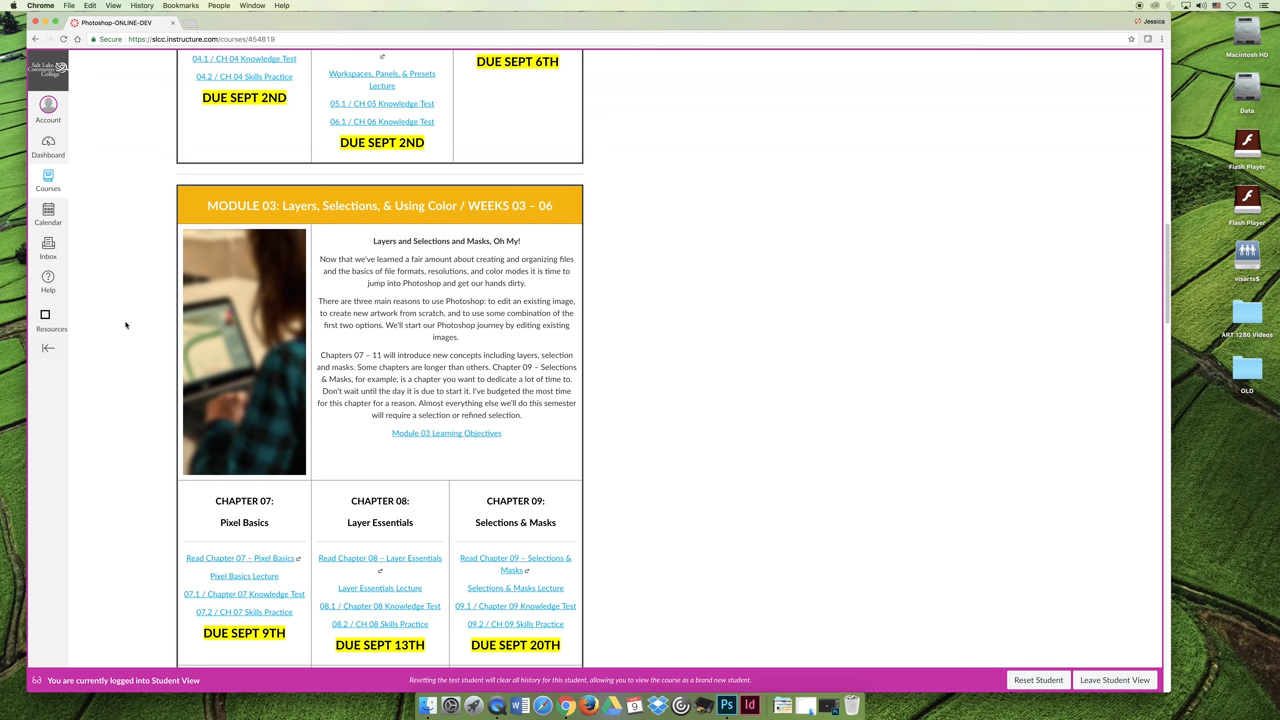 Chrome File Edit View History Bookmarks People Window Help
Photoshop-ONLINE-DEV
Jessica
Secure https://slcc.instructure.com/courses/454819
Salt Lake
Community
College
Account
Dashboard
Courses
Calendar
Inbox
Help
Resources
04.1 / CH 04 Knowledge Test
04.2 / CH 04 Skills Practice
DUE SEPT 2ND
Workspaces, Panels, & Presets
Lecture
05.1 / CH 05 Knowledge Test
06.1 / CH 06 Knowledge Test
DUE SEPT 2ND
DUE SEPT 6TH
MODULE 03: Layers, Selections, & Using Color / WEEKS 03 – 06
Layers and Selections and Masks, Oh My!
Now that we've learned a fair amount about creating and organizing files
and the basics of file formats, resolutions, and color modes it is time to
jump into Photoshop and get our hands dirty.
There are three main reasons to use Photoshop: to edit an existing image,
to create new artwork from scratch, and to use some combination of the
first two options. We'll start our Photoshop journey by editing existing
images.
Chapters 07 – 11 will introduce new concepts including layers, selection
and masks. Some chapters are longer than others. Chapter 09 – Selections
& Masks, for example, is a chapter you want to dedicate a lot of time to.
Don't wait until the day it is due to start it. I've budgeted the most time
for this chapter for a reason. Almost everything else we'll do this semester
will require a selection or refined selection.
Module 03 Learning Objectives
CHAPTER 07:
Pixel Basics
Read Chapter 07 – Pixel Basics
Pixel Basics Lecture
07.1 / Chapter 07 Knowledge Test
07.2 / CH 07 Skills Practice
DUE SEPT 9TH
CHAPTER 08:
Layer Essentials
Read Chapter 08 – Layer Essentials
Layer Essentials Lecture
08.1 / Chapter 08 Knowledge Test
08.2 / CH 08 Skills Practice
DUE SEPT 13TH
CHAPTER 09:
Selections & Masks
Read Chapter 09 – Selections &
Masks
Selections & Masks Lecture
09.1 / Chapter 09 Knowledge Test
09.2 / CH 09 Skills Practice
DUE SEPT 20TH
You are currently logged into Student View
Resetting the test student will clear all history for this student, allowing you to view the course as a brand new student.
Reset Student
Leave Student View
Macintosh HD
Data
Flash Player
Flash Player
visarts$
ART 1280 Videos
OLD
9
Ps
Id